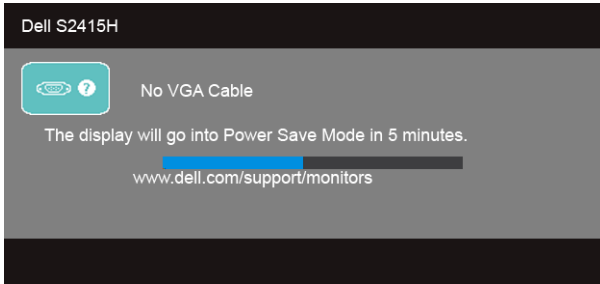 Dell S2415H
? No VGA Cable
The display will go into Power Save Mode in 5 minutes.
www.dell.com/support/monitors